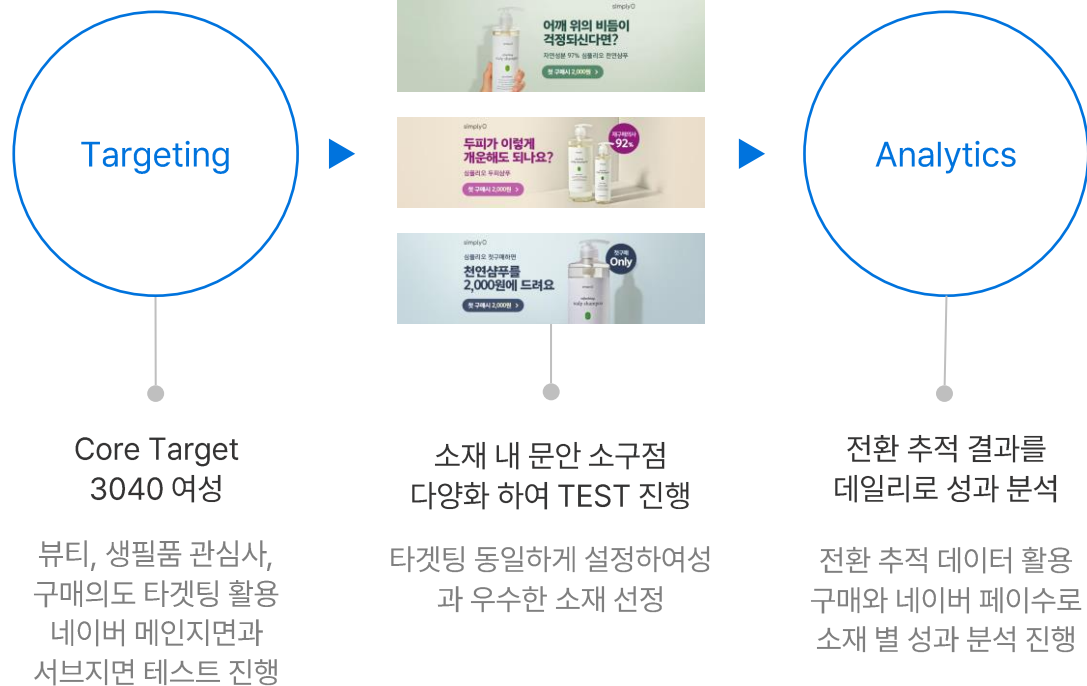 Targeting
simplyO
어깨 위의 비듬이
걱정되신다면?
자연성분 97% 심플리오 천연샴푸
첫 구매시 2,000원 >
simplyO
두피가 이렇게
개운해도 되나요?
심플리오 두피샴푸
첫 구매시 2,000원 >
재구매의사
92%
simplyO
심플리오 첫구매하면
천연샴푸를
2,000원에 드려요
첫 구매시 2,000원 >
첫구매
Only
Analytics
Core Target
3040 여성
뷰티, 생필품 관심사,
구매의도 타겟팅 활용
네이버 메인지면과
서브지면 테스트 진행
소재 내 문안 소구점
다양화 하여 TEST 진행
타겟팅 동일하게 설정하여성
과 우수한 소재 선정
전환 추적 결과를
데일리로 성과 분석
전환 추적 데이터 활용
구매와 네이버 페이수로
소재 별 성과 분석 진행